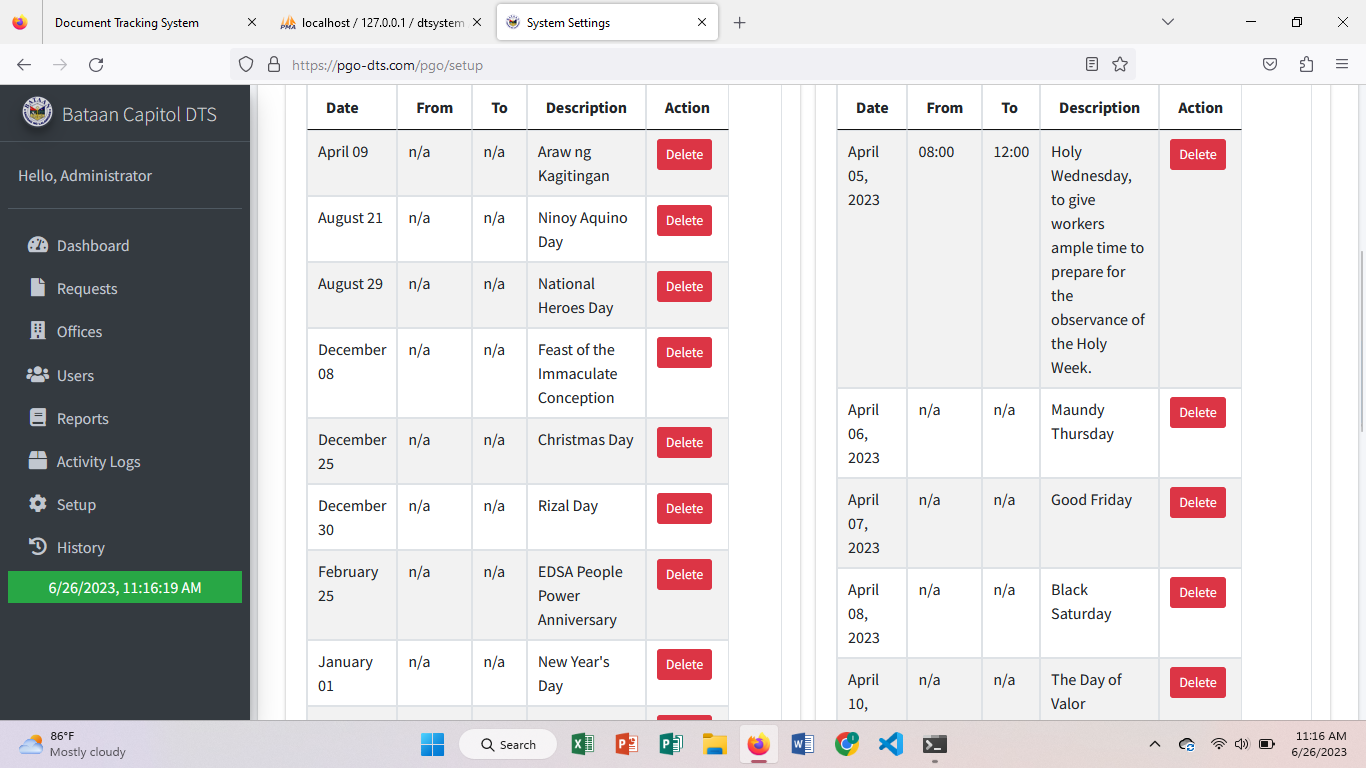 Document Tracking System
localhost / 127.0.0.1 / dtsystem
System Settings
https://pgo-dts.com/pgo/setup
Bataan Capitol DTS
Hello, Administrator
Dashboard
Requests
Offices
Users
Reports
Activity Logs
Setup
History
6/26/2023, 11:16:19 AM
Date From To Description Action
April 09 n/a n/a Araw ng Delete
Kagitingan
August 21 n/a n/a Ninoy Aquino Delete
Day
August 29 n/a n/a National Delete
Heroes Day
December n/a n/a Feast of the Delete
08 Immaculate
Conception
December n/a n/a Christmas Day Delete
25
December n/a n/a Rizal Day Delete
30
February n/a n/a EDSA People Delete
25 Power
Anniversary
January n/a n/a New Year's Delete
01 Day
Date From To Description Action
April 08:00 12:00 Holy Delete
05, Wednesday,
2023 to give
workers
ample time to
prepare for
the
observance of
the Holy
Week.
April n/a n/a Maundy Delete
06, Thursday
2023
April n/a n/a Good Friday Delete
07,
2023
April n/a n/a Black Delete
08, Saturday
2023
April n/a n/a The Day of Delete
10, Valor
86°F
Mostly cloudy
Search
11:16 AM
6/26/2023